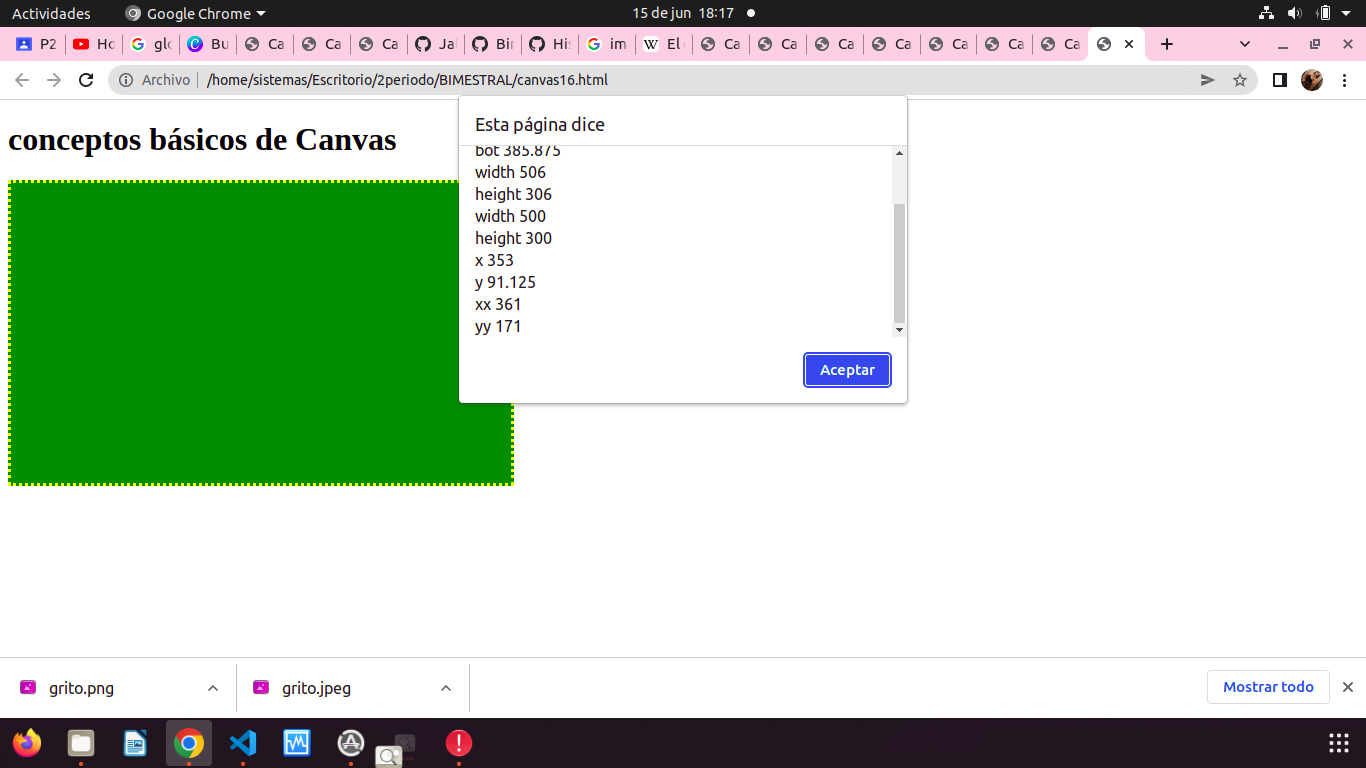 Actividades Google Chrome 15 de jun 18:17
P2 Ho glo Bu Ca Ca Ca Ja Bir His im El Ca Ca Ca Ca Ca Ca Ca
Archivo /home/sistemas/Escritorio/2periodo/BIMESTRAL/canvas16.html
conceptos básicos de Canvas
Esta página dice
bot 385.875
width 506
height 306
width 500
height 300
x 353
y 91.125
xx 361
yy 171
Aceptar
grito.png grito.jpeg Mostrar todo